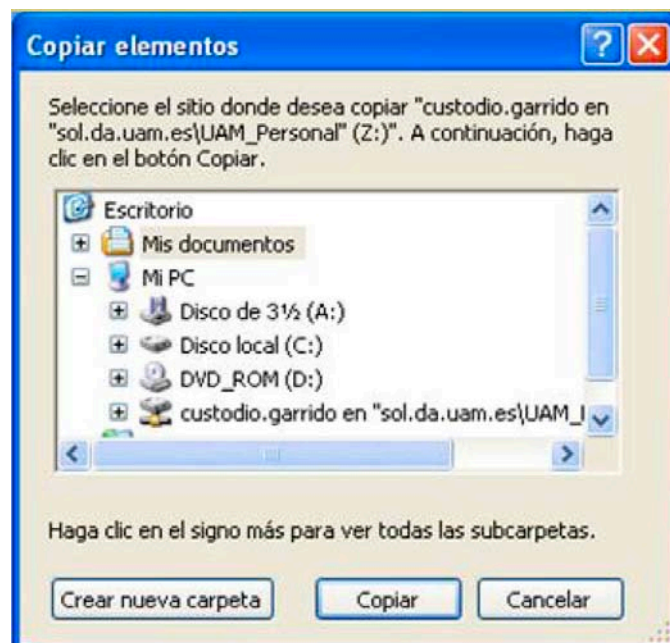 Copiar elementos
Seleccione el sitio donde desea copiar "custodio.garrido en
"sol.da.uam.es\UAM_Personal" (Z:)". A continuación, haga
clic en el botón Copiar.
Escritorio
Mis documentos
Mi PC
Disco de 3½ (A:)
Disco local (C:)
DVD_ROM (D:)
custodio.garrido en "sol.da.uam.es\UAM_
Haga clic en el signo más para ver todas las subcarpetas.
Crear nueva carpeta Copiar Cancelar